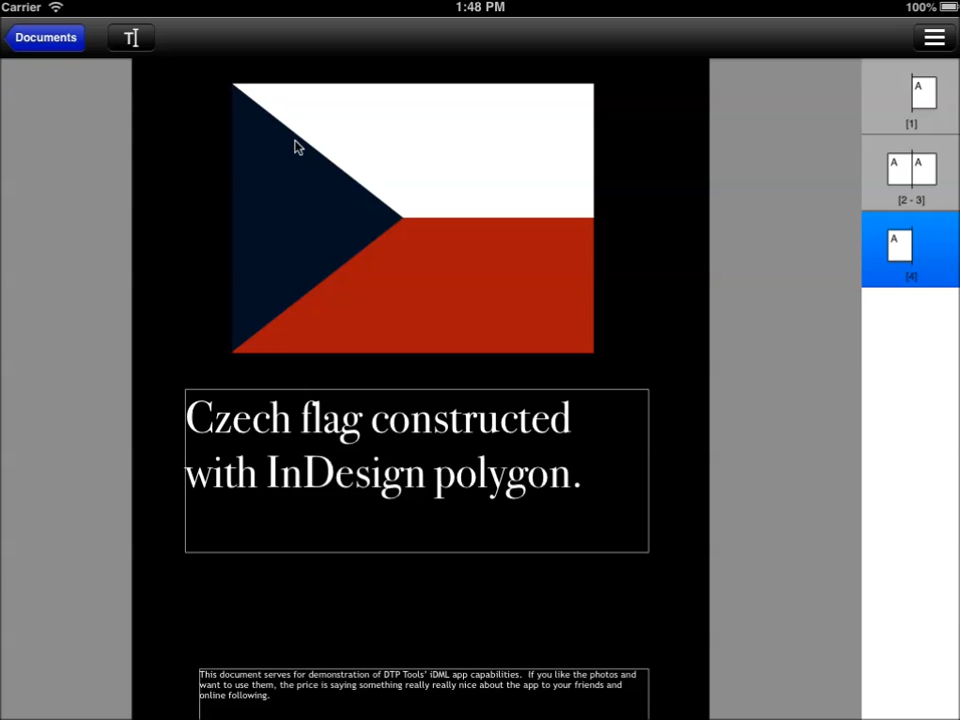 Carrier
1:48 PM
100%
Documents
T
A
[1]
A A
[2 - 3]
A
[4]
Czech flag constructed
with InDesign polygon.
This document serves for demonstration of DTP Tools' iDML app capabilities. If you like the photos and
want to use them, the price is saying something really really nice about the app to your friends and
online following.